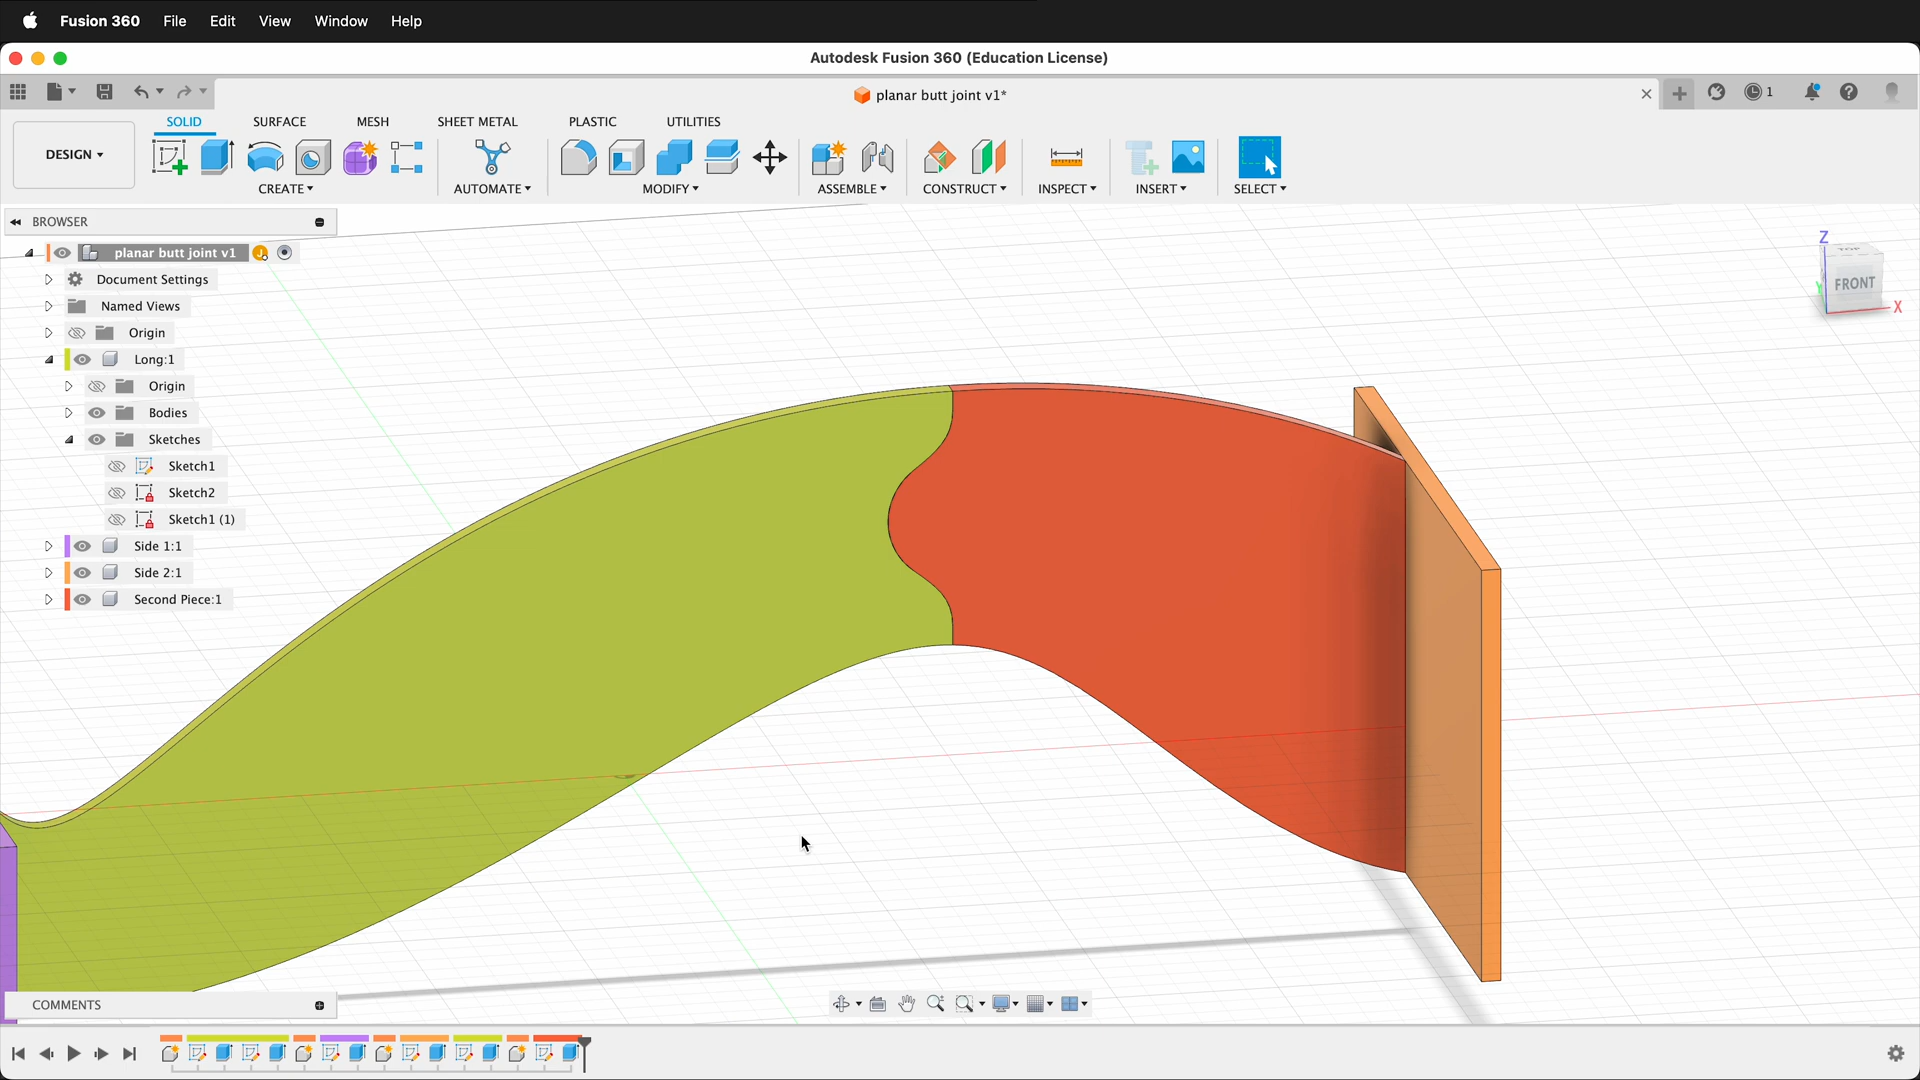 Fusion 360 File Edit View Window Help
Autodesk Fusion 360 (Education License)
planar butt joint v1*
1
SOLID SURFACE MESH SHEET METAL PLASTIC UTILITIES
DESIGN
CREATE AUTOMATE MODIFY ASSEMBLE CONSTRUCT INSPECT INSERT SELECT
BROWSER
planar butt joint v1
Document Settings
Named Views
Origin
Long:1
Origin
Bodies
Sketches
Sketch1
Sketch2
Sketch1 (1)
Side 1:1
Side 2:1
Second Piece:1
Z
TOP
FRONT
Y
X
COMMENTS